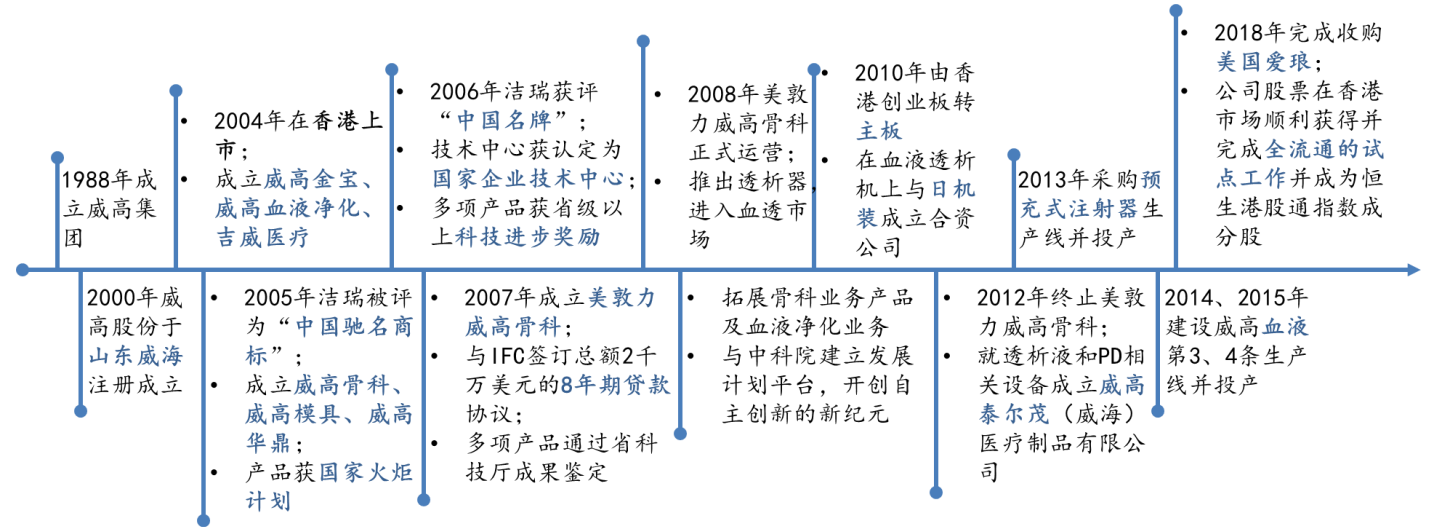 1988年成
立威高集
团
2000年威
高股份于
山东威海
注册成立
• 2004年在香港上
市；
• 成立威高金宝、
威高血液净化、
吉威医疗
• 2005年洁瑞被评
为“中国驰名商
标”；
• 成立威高骨科、
威高模具、威高
华鼎；
• 产品获国家火炬
计划
• 2006年洁瑞获评
“中国名牌”；
• 技术中心获认定为
国家企业技术中心；
• 多项产品获省级以
上科技进步奖励
• 2007年成立美敦力
威高骨科；
• 与IFC签订总额2千
万美元的8年期贷款
协议；
• 多项产品通过省科
技厅成果鉴定
• 2008年美敦
力威高骨科
正式运营；
• 推出透析器，
进入血透市
场
• 拓展骨科业务产品
及血液净化业务
• 与中科院建立发展
计划平台，开创自
主创新的新纪元
• 2010年由香
港创业板转
主板
• 在血液透析
机上与日机
装成立合资
公司
• 2012年终止美敦
力威高骨科；
• 就透析液和PD相
关设备成立威高
泰尔茂（威海）
医疗制品有限公
司
2013年采购预
充式注射器生
产线并投产
2014、2015年
建设威高血液
第3、4条生产
线并投产
• 2018年完成收购
美国爱琅；
• 公司股票在香港
市场顺利获得并
完成全流通的试
点工作并成为恒
生港股通指数成
分股